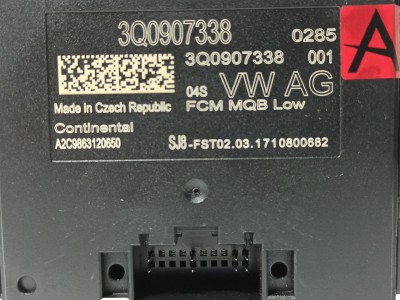 3Q0907338 0285
3Q0907338 001
04S VW AG
Made in Czech Republic FCM MQB Low
Continental
A2C9863120650 SJ8-FST02.03.1710800682
A